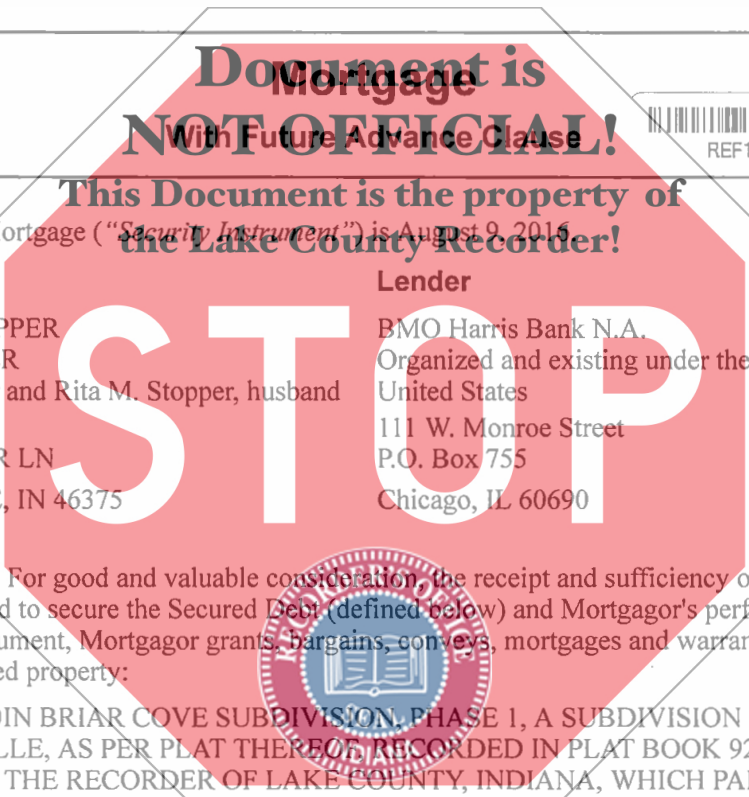 Document is
Mortgage
NOT OFFICIAL!
With Future Advance Clause
REF1
This Document is the property of
ortgage ("Security Instrument") is August 9, 2016.
the Lake County Recorder!
Lender
PPER
BMO Harris Bank N.A.
R
Organized and existing under the
and Rita M. Stopper, husband
United States
111 W. Monroe Street
R LN
P.O. Box 755
, IN 46375
Chicago, IL 60690
STOP
For good and valuable consideration, the receipt and sufficiency o
d to secure the Secured Debt (defined below) and Mortgagor's perf
ument, Mortgagor grants, bargains, conveys, mortgages and warran
ed property:
RECORDER'S OFFICE
IN BRIAR COVE SUBDIVISION, PHASE 1, A SUBDIVISION
LLE, AS PER PLAT THEREOF, RECORDED IN PLAT BOOK 92
THE RECORDER OF LAKE COUNTY, INDIANA, WHICH PA